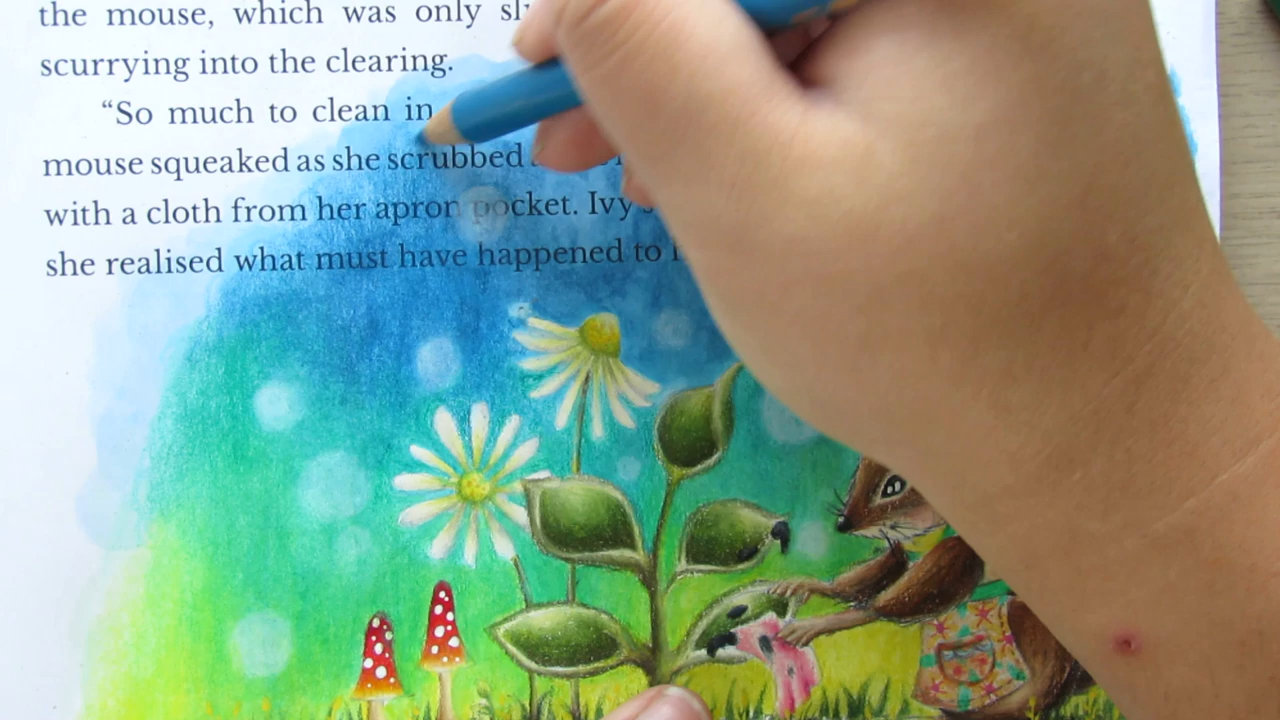 the mouse, which was only
scurrying into the clearing.
“So much to clean in
mouse squeaked as she scrubbed
with a cloth from her apron pocket. Ivy
she realised what must have happened to